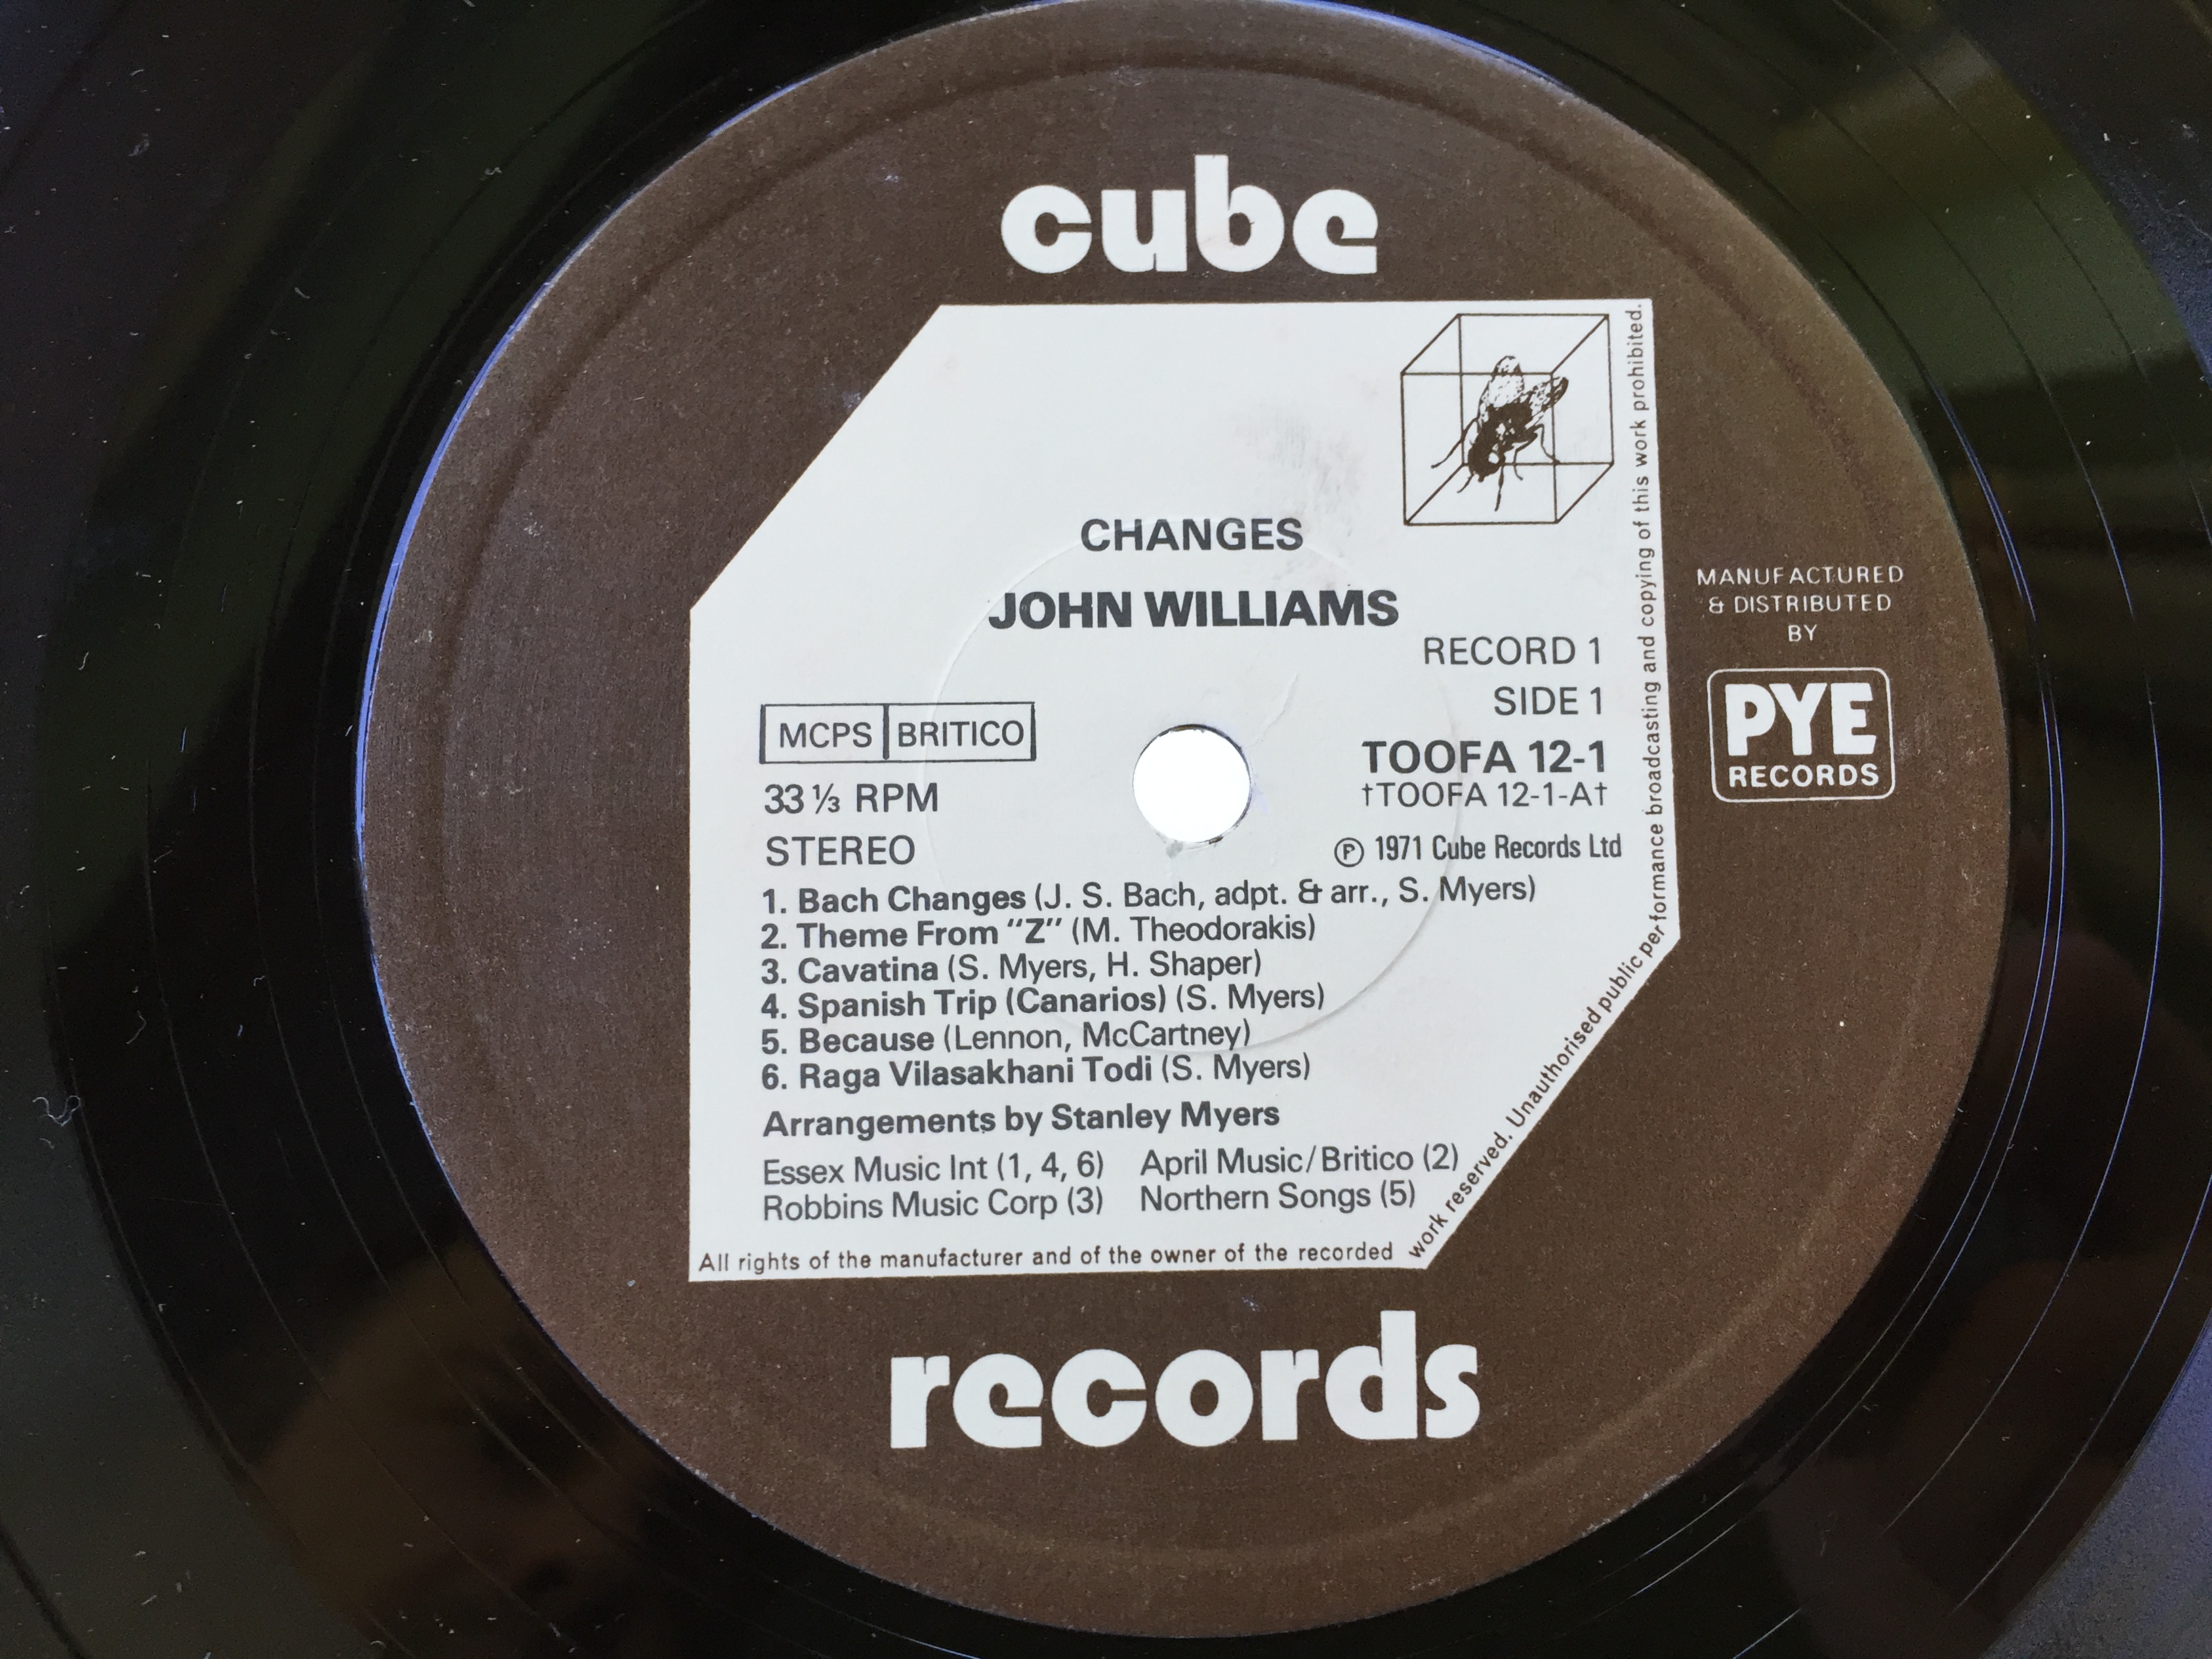 cube
CHANGES
JOHN WILLIAMS
RECORD 1
SIDE 1
MCPS BRITICO
TOOFA 12-1
33 ⅓ RPM
†TOOFA 12-1-A†
STEREO
℗ 1971 Cube Records Ltd
1. Bach Changes (J. S. Bach, adpt. & arr., S. Myers)
2. Theme From “Z” (M. Theodorakis)
3. Cavatina (S. Myers, H. Shaper)
4. Spanish Trip (Canarios) (S. Myers)
5. Because (Lennon, McCartney)
6. Raga Vilasakhani Todi (S. Myers)
Arrangements by Stanley Myers
Essex Music Int (1, 4, 6) April Music/Britico (2)
Robbins Music Corp (3) Northern Songs (5)
All rights of the manufacturer and of the owner of the recorded
work reserved. Unauthorised public performance broadcasting and copying of this work prohibited.
MANUFACTURED
& DISTRIBUTED
BY
PYE
RECORDS
records